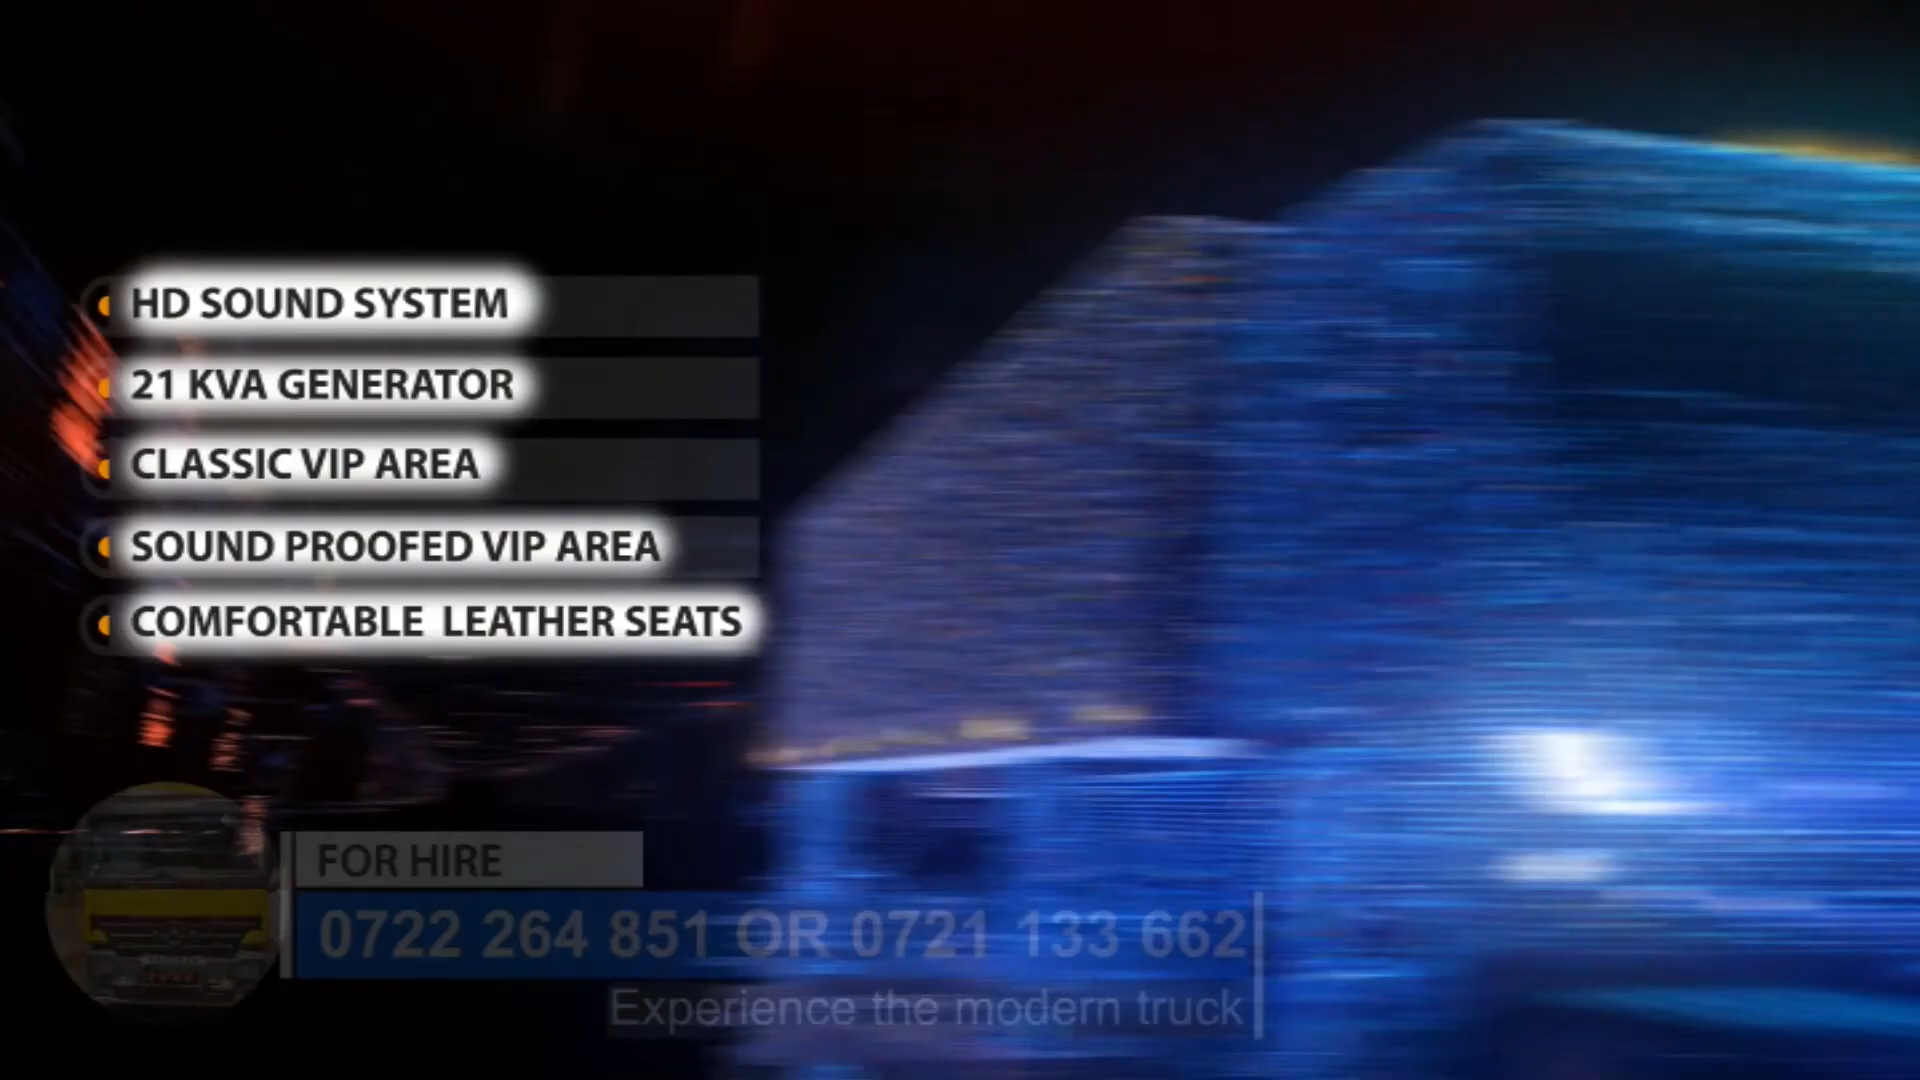 HD SOUND SYSTEM
21 KVA GENERATOR
CLASSIC VIP AREA
SOUND PROOFED VIP AREA
COMFORTABLE LEATHER SEATS
FOR HIRE
0722 264 851 OR 0721 133 662
Experience the modern truck